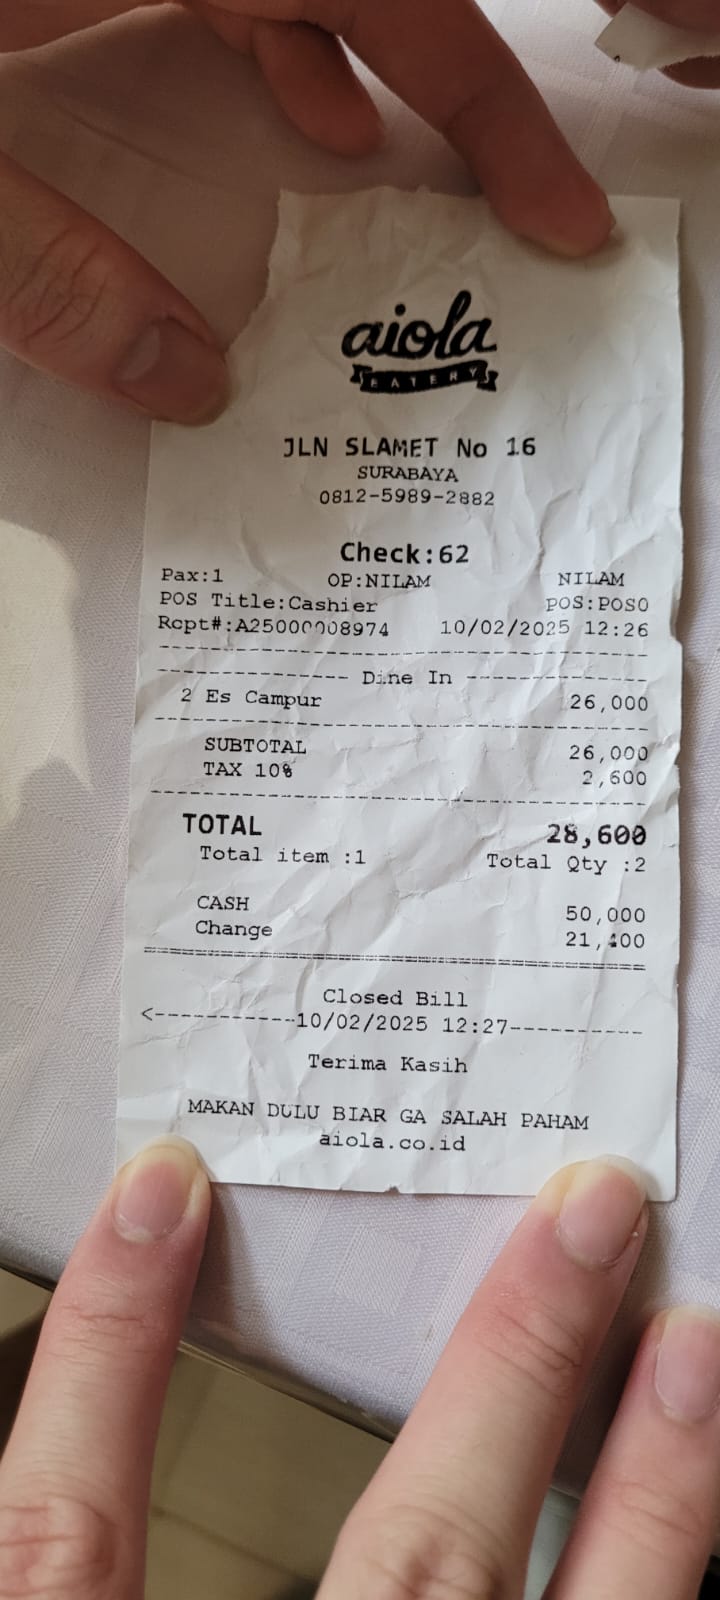 aiola
EATERY
JLN SLAMET No 16
SURABAYA
0812-5989-2882
Check:62
Pax:1 OP:NILAM NILAM
POS Title:Cashier POS:POS0
Rcpt#:A25000008974 10/02/2025 12:26
Dine In
2 Es Campur 26,000
SUBTOTAL 26,000
TAX 10% 2,600
TOTAL 28,600
Total item :1 Total Qty :2
CASH 50,000
Change 21,400
Closed Bill
<-----------10/02/2025 12:27-----------
Terima Kasih
MAKAN DULU BIAR GA SALAH PAHAM
aiola.co.id